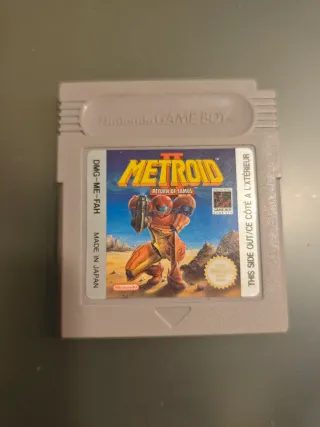 Nintendo GAME BOY
DMG-ME-FAH
MADE IN JAPAN
II
METROID
RETURN OF SAMUS
Nintendo
THIS SIDE OUT/CE CÔTÉ A L'XTÉRIEUR